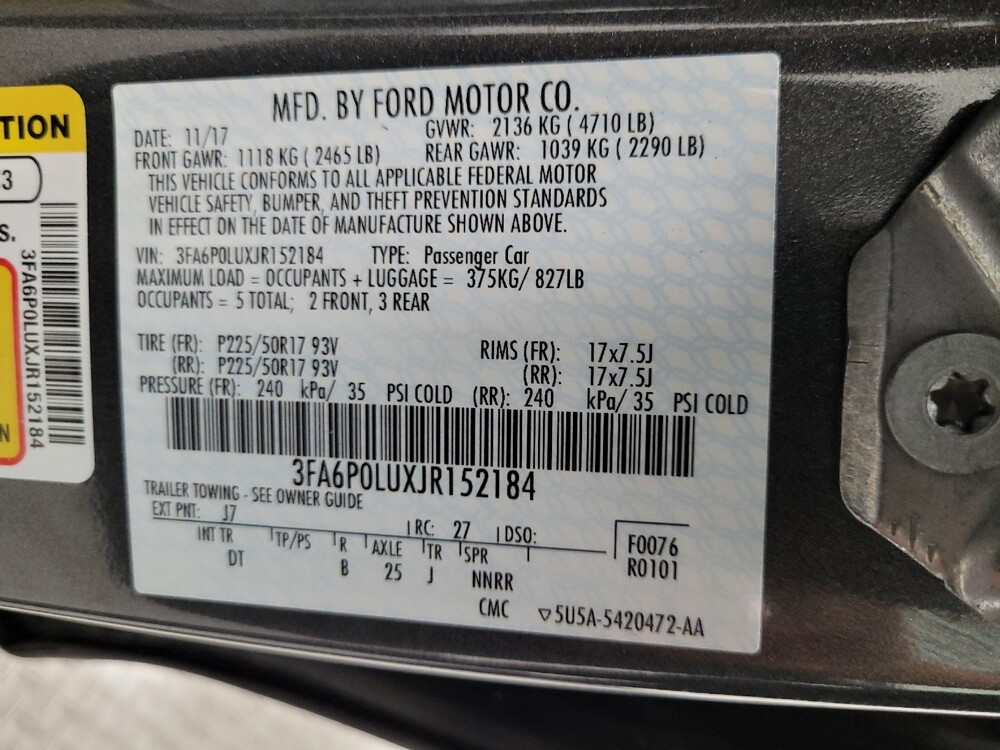 TION
3
S.
3FA6P0LUXJR152184
N
MFD. BY FORD MOTOR CO.
DATE: 11/17 GVWR: 2136 KG ( 4710 LB)
FRONT GAWR: 1118 KG ( 2465 LB) REAR GAWR: 1039 KG ( 2290 LB)
THIS VEHICLE CONFORMS TO ALL APPLICABLE FEDERAL MOTOR
VEHICLE SAFETY, BUMPER, AND THEFT PREVENTION STANDARDS
IN EFFECT ON THE DATE OF MANUFACTURE SHOWN ABOVE.
VIN: 3FA6P0LUXJR152184 TYPE: Passenger Car
MAXIMUM LOAD = OCCUPANTS + LUGGAGE = 375KG/ 827LB
OCCUPANTS = 5 TOTAL; 2 FRONT, 3 REAR
TIRE (FR): P225/50R17 93V RIMS (FR): 17x7.5J
(RR): P225/50R17 93V (RR): 17x7.5J
PRESSURE (FR): 240 kPa/ 35 PSI COLD (RR): 240 kPa/ 35 PSI COLD
3FA6P0LUXJR152184
TRAILER TOWING - SEE OWNER GUIDE
EXT PNT: J7 RC: 27 DSO: F0076
INT TR TP/PS R AXLE TR SPR R0101
DT B 25 J NNRR
CMC ▽5U5A-5420472-AA